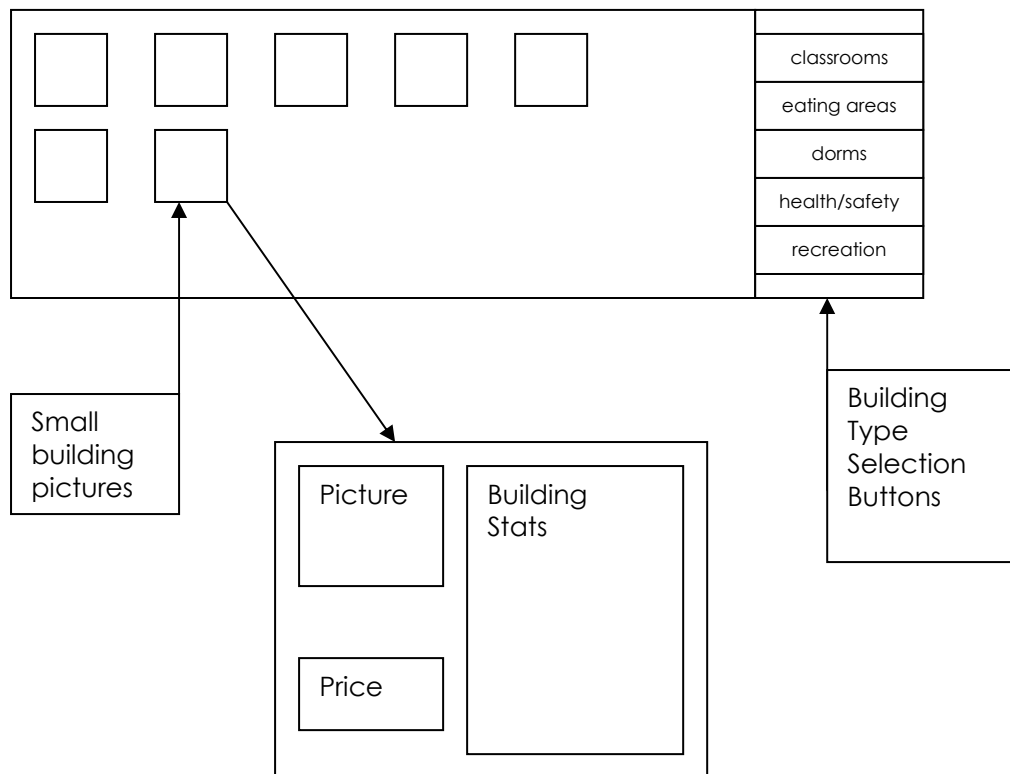 classrooms
eating areas
dorms
health/safety
recreation
Small
building
pictures
Building
Type
Selection
Buttons
Picture
Building
Stats
Price